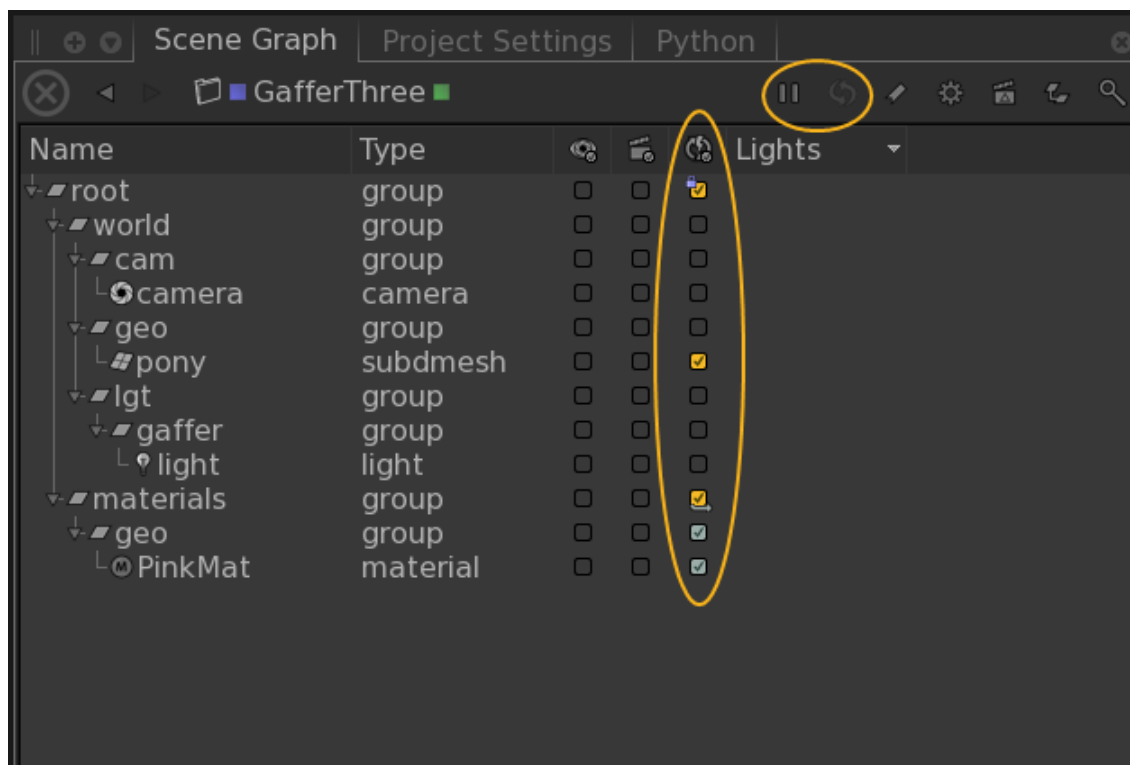 Scene Graph Project Settings Python
GafferThree
Name Type Lights
root group
world group
cam group
camera camera
geo group
pony subdmesh
lgt group
gaffer group
light light
materials group
geo group
PinkMat material